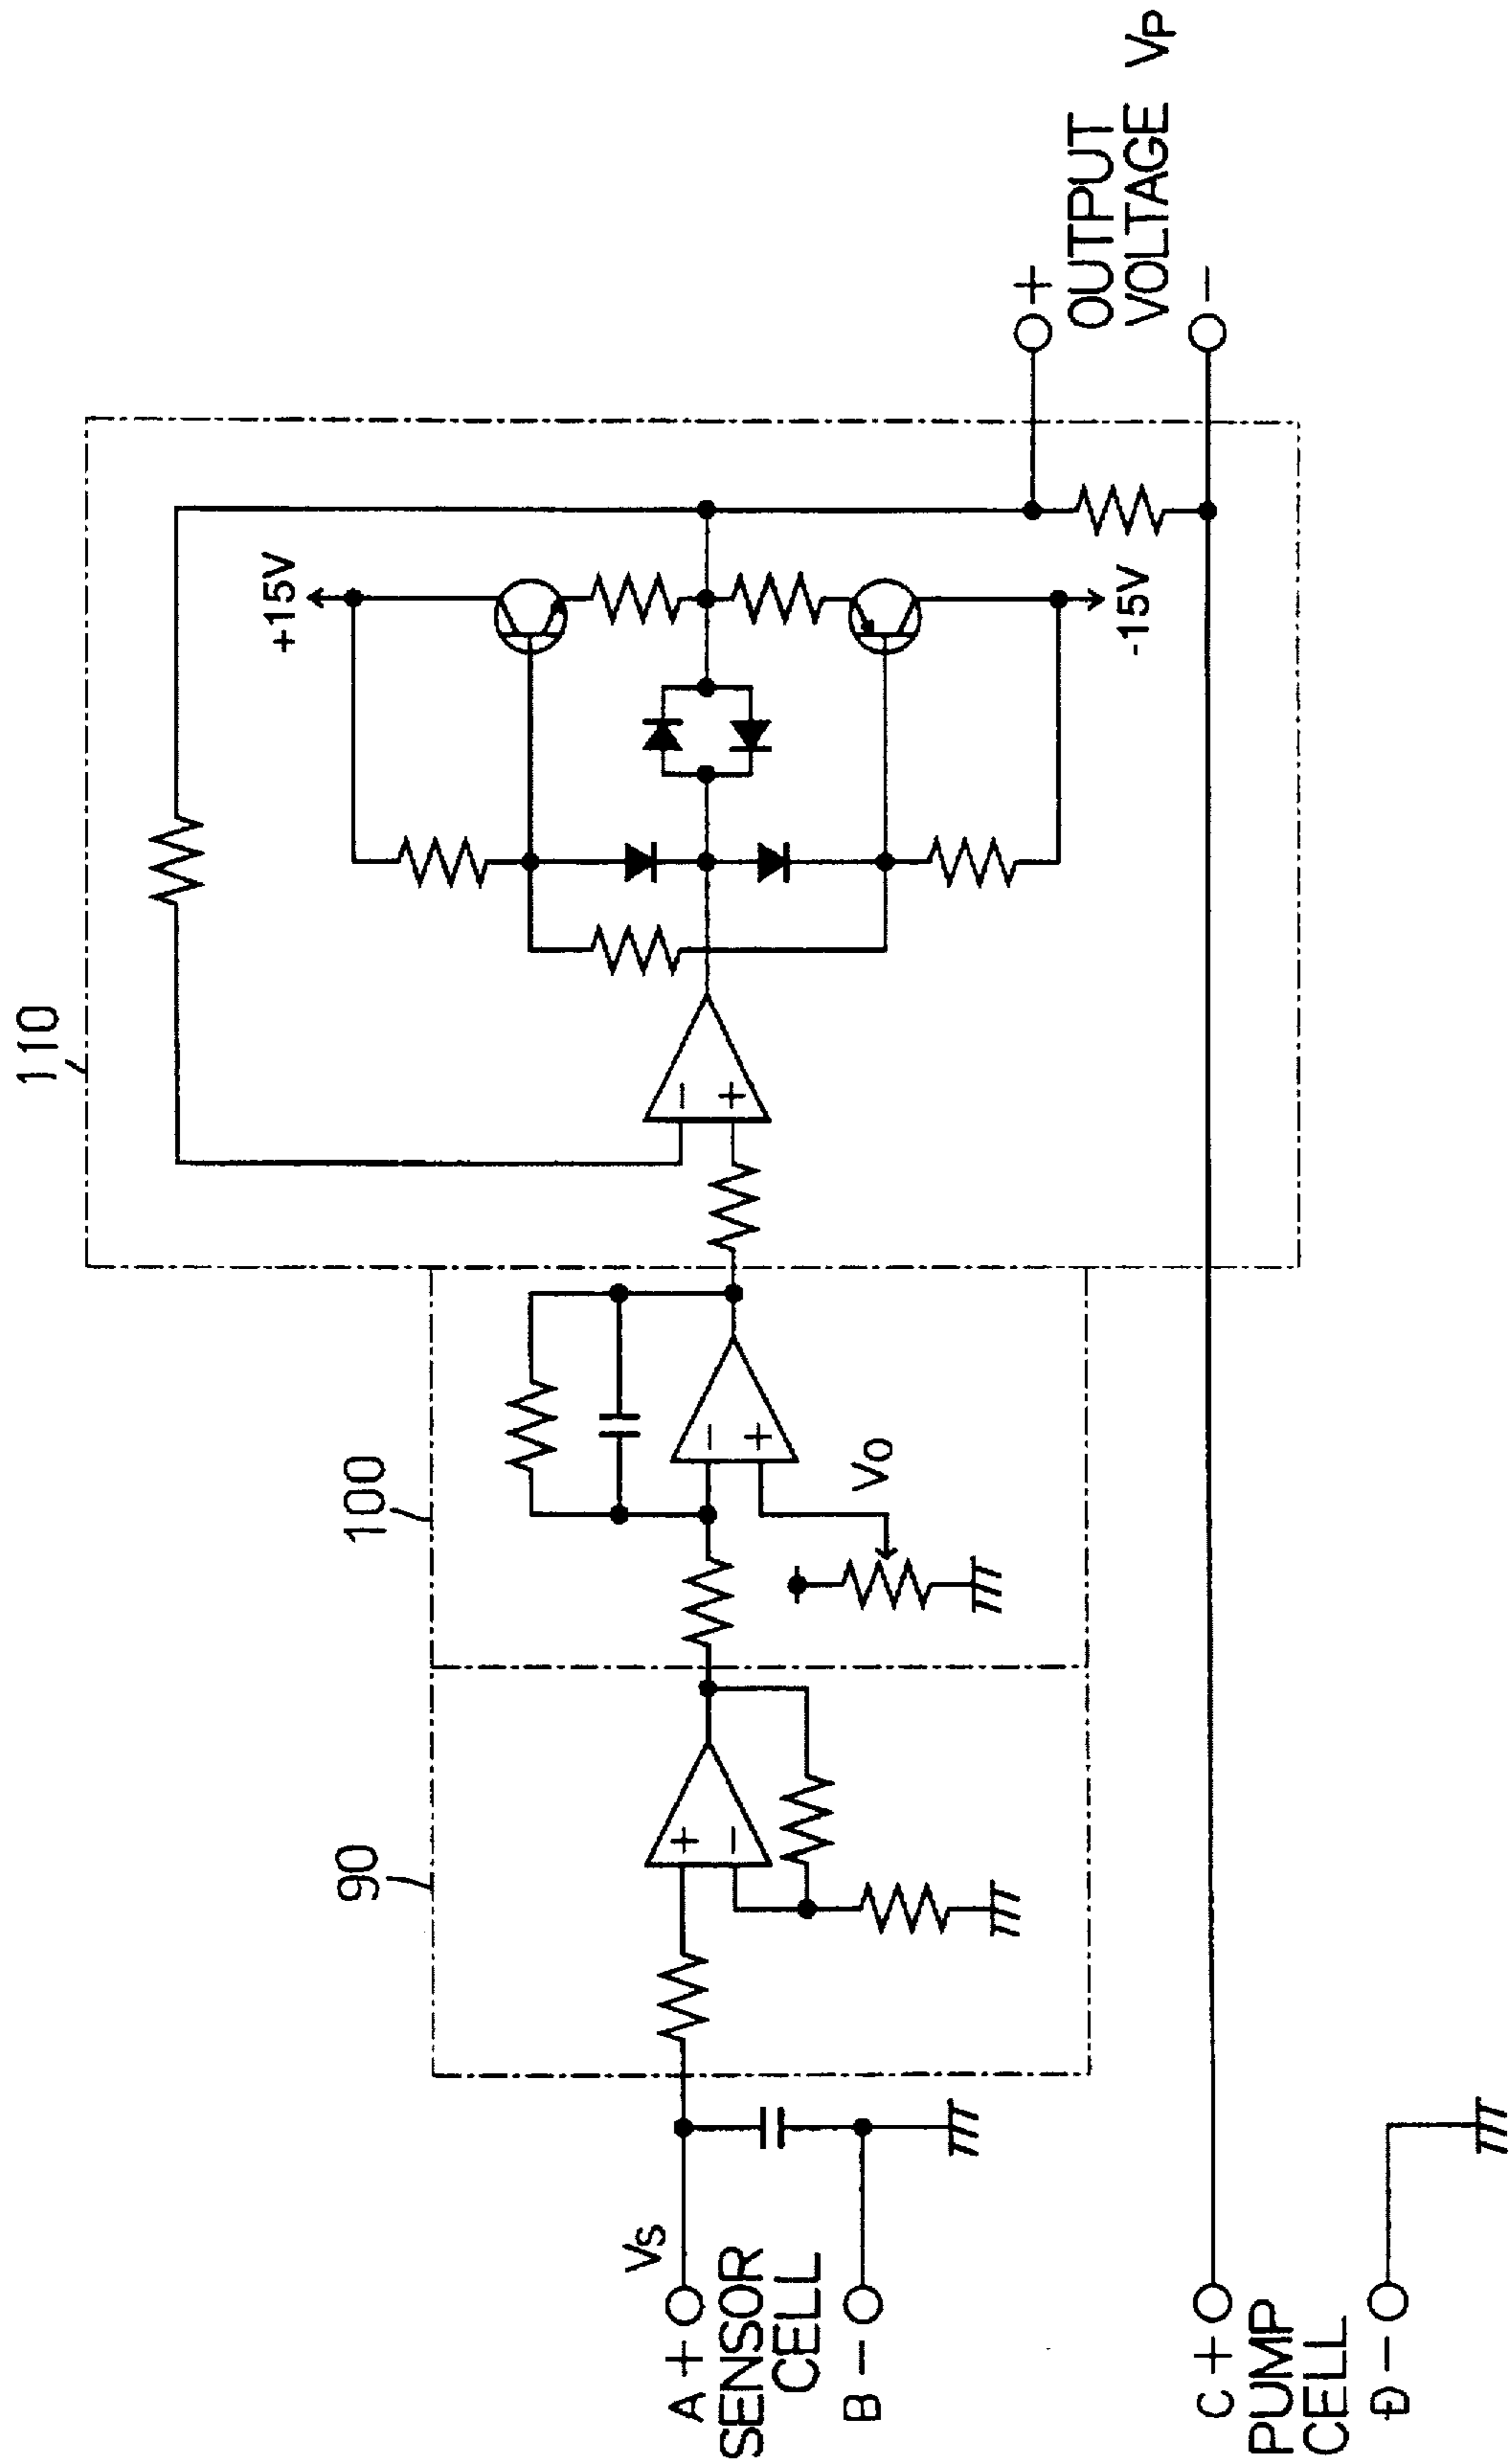 110
100
90
+15V
-15V
+
OUTPUT
VOLTAGE VP
-
VO
+
-
-
+
-
+
VS
A +
SENSOR
CELL
B -
C +
PUMP
CELL
D -